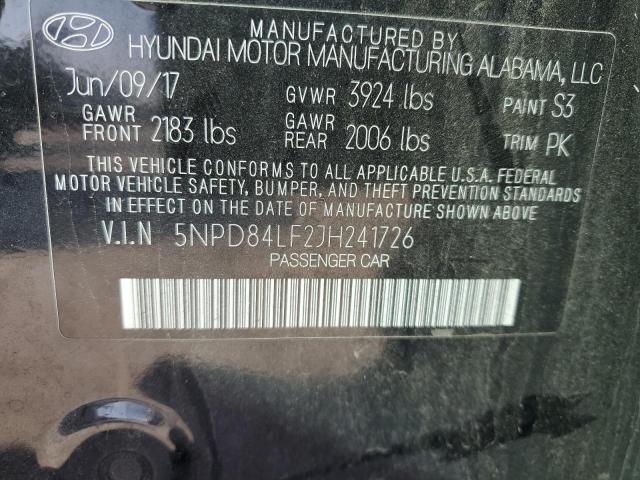 MANUFACTURED BY
HYUNDAI MOTOR MANUFACTURING ALABAMA, LLC
Jun/09/17 GVWR 3924 lbs PAINT S3
GAWR FRONT 2183 lbs GAWR REAR 2006 lbs TRIM PK
THIS VEHICLE CONFORMS TO ALL APPLICABLE U.S.A. FEDERAL
MOTOR VEHICLE SAFETY, BUMPER, AND THEFT PREVENTION STANDARDS
IN EFFECT ON THE DATE OF MANUFACTURE SHOWN ABOVE.
V.I.N 5NPD84LF2JH241726
PASSENGER CAR